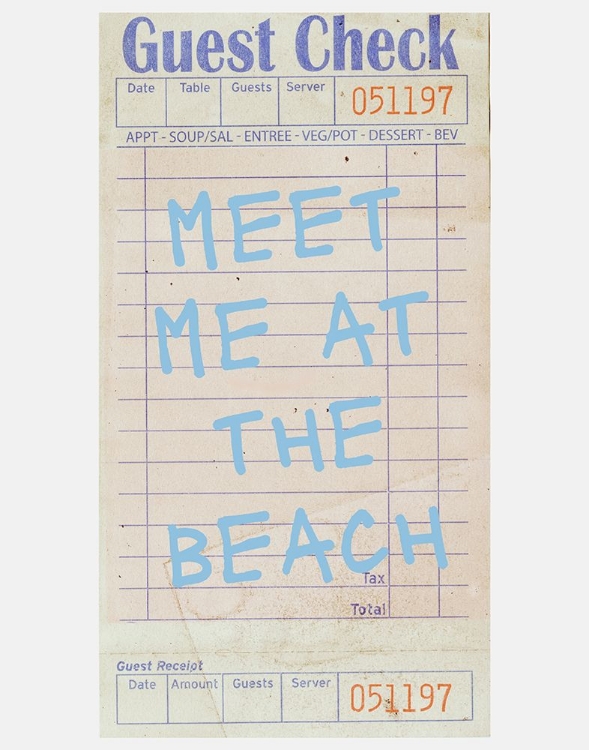 Guest Check
Date Table Guests Server 051197
APPT - SOUP/SAL - ENTREE - VEG/POT - DESSERT - BEV
MEET
ME AT
THE
BEACH
Tax
Total
Guest Receipt
Date Amount Guests Server 051197